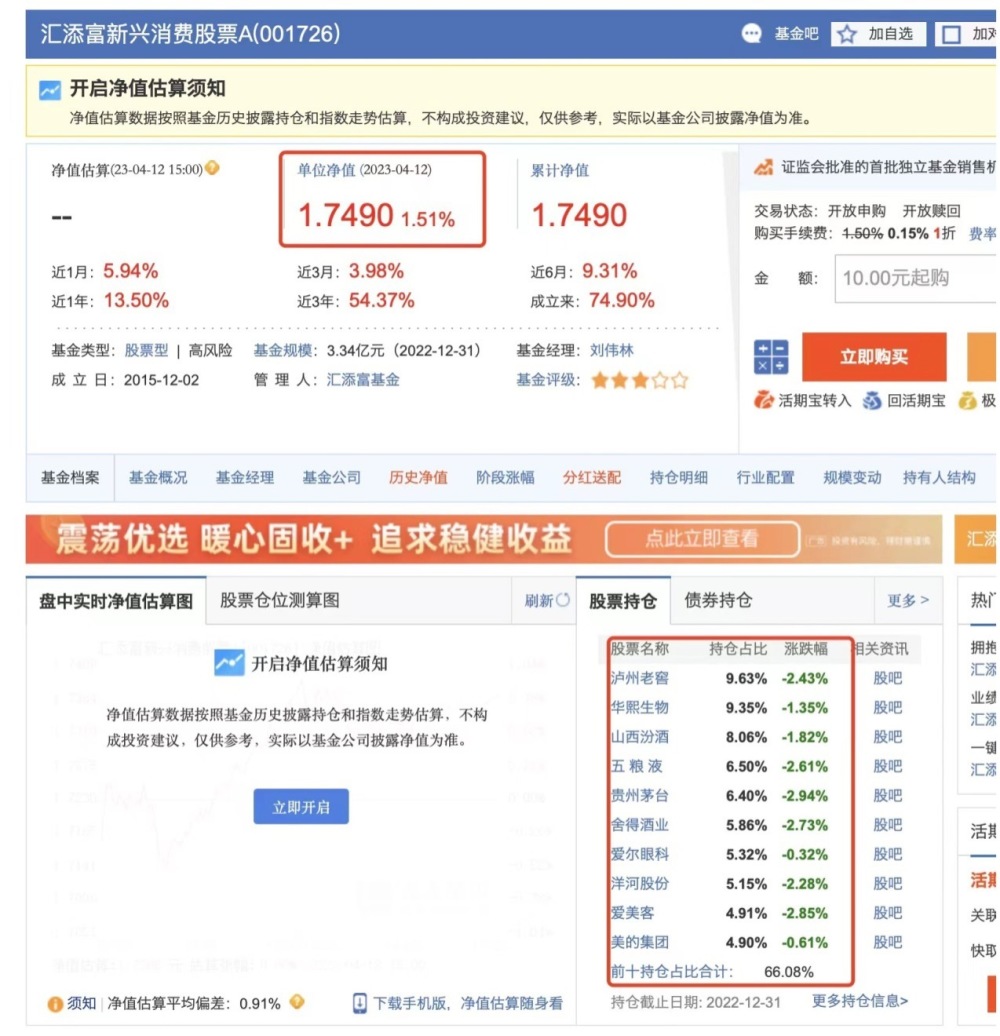 汇添富新兴消费股票A(001726)
基金吧 加自选 加对
开启净值估算须知
净值估算数据按照基金历史披露持仓和指数走势估算，不构成投资建议，仅供参考，实际以基金公司披露净值为准。
净值估算(23-04-12 15:00) 单位净值 (2023-04-12) 累计净值
-- 1.7490 1.51% 1.7490
近1月：5.94% 近3月：3.98% 近6月：9.31%
近1年：13.50% 近3年：54.37% 成立来：74.90%
基金类型：股票型 | 高风险 基金规模：3.34亿元（2022-12-31） 基金经理：刘伟林
成 立 日：2015-12-02 管 理 人：汇添富基金 基金评级：
证监会批准的首批独立基金销售机
交易状态：开放申购 开放赎回
购买手续费：1.50% 0.15% 1折 费率
金 额： 10.00元起购
立即购买
活期宝转入 回活期宝 极
基金档案 基金概况 基金经理 基金公司 历史净值 阶段涨幅 分红送配 持仓明细 行业配置 规模变动 持有人结构
震荡优选 暖心固收+ 追求稳健收益 点此立即查看 广告
汇添
盘中实时净值估算图 股票仓位测算图 刷新
开启净值估算须知
净值估算数据按照基金历史披露持仓和指数走势估算，不构
成投资建议，仅供参考，实际以基金公司披露净值为准。
立即开启
须知 | 净值估算平均偏差：0.91% 下载手机版，净值估算随身看
股票持仓 债券持仓 更多 >
股票名称 持仓占比 涨跌幅 相关资讯
泸州老窖 9.63% -2.43% 股吧
华熙生物 9.35% -1.35% 股吧
山西汾酒 8.06% -1.82% 股吧
五 粮 液 6.50% -2.61% 股吧
贵州茅台 6.40% -2.94% 股吧
舍得酒业 5.86% -2.73% 股吧
爱尔眼科 5.32% -0.32% 股吧
洋河股份 5.15% -2.28% 股吧
爱美客 4.91% -2.85% 股吧
美的集团 4.90% -0.61% 股吧
前十持仓占比合计： 66.08%
持仓截止日期: 2022-12-31 更多持仓信息>
热门
拥抱
汇添
业绩
汇添
一键
汇添
活期
活期
关联
快取